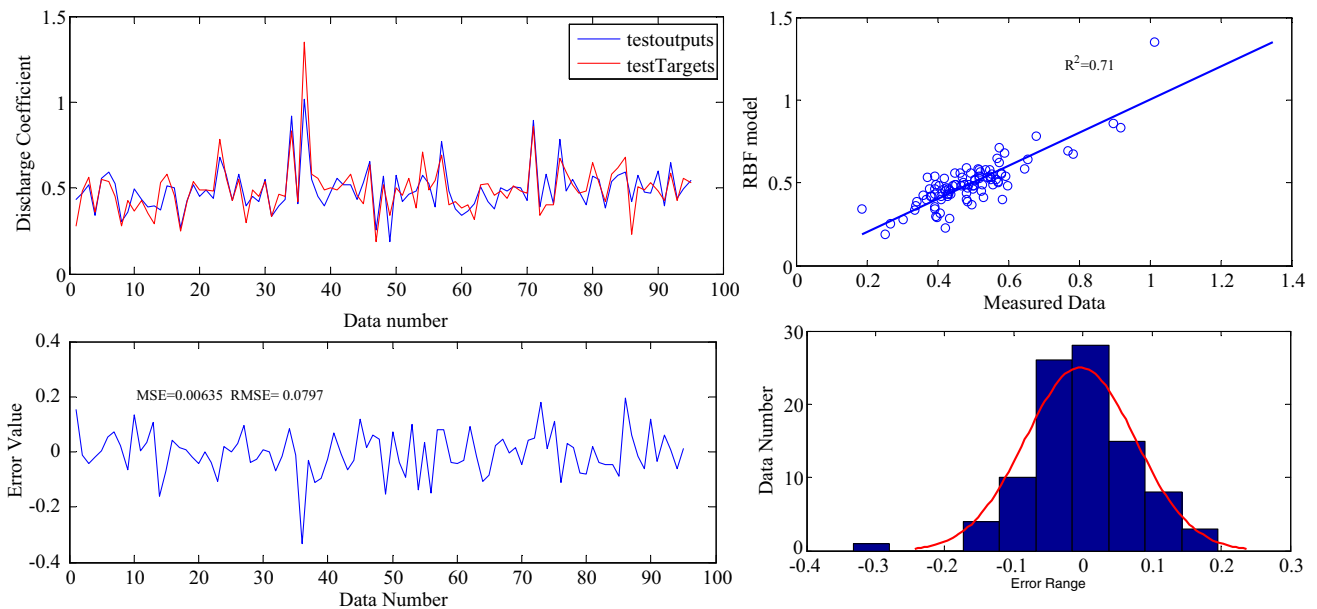 1.5
1
0.5
0
Discharge Coefficient
testoutputs
testTargets
0 10 20 30 40 50 60 70 80 90 100
Data number
1.5
1
0.5
0
RBF model
R²=0.71
0 0.2 0.4 0.6 0.8 1 1.2 1.4
Measured Data
0.4
0.2
0
-0.2
-0.4
Error Value
MSE=0.00635 RMSE= 0.0797
0 10 20 30 40 50 60 70 80 90 100
Data Number
30
20
10
0
Data Number
-0.4 -0.3 -0.2 -0.1 0 0.1 0.2 0.3
Error Range